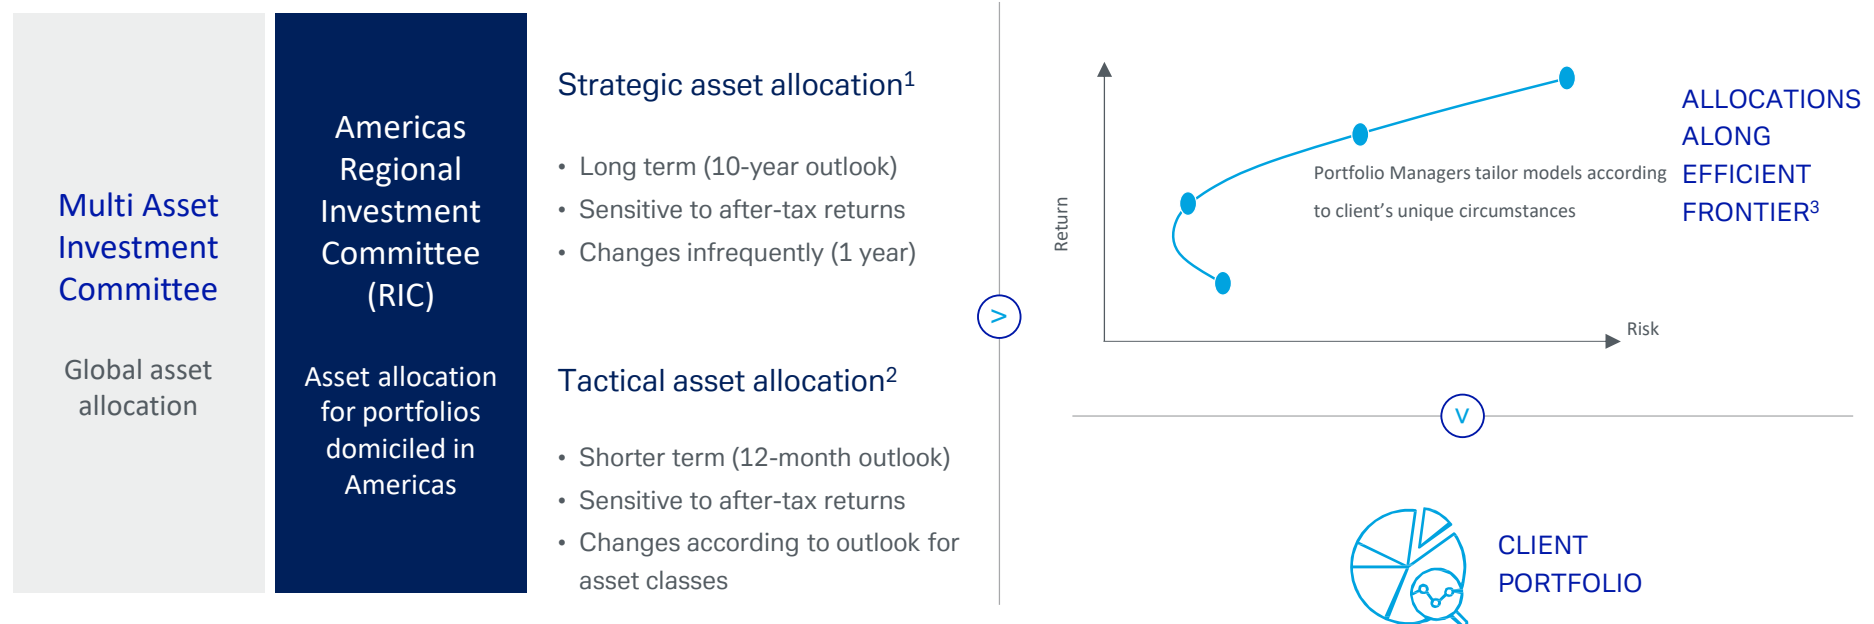 Multi Asset
Investment
Committee
Global asset
allocation
Americas
Regional
Investment
Committee
(RIC)
Asset allocation
for portfolios
domiciled in
Americas
Strategic asset allocation¹
• Long term (10-year outlook)
• Sensitive to after-tax returns
• Changes infrequently (1 year)
Tactical asset allocation²
• Shorter term (12-month outlook)
• Sensitive to after-tax returns
• Changes according to outlook for
asset classes
>
Return
Risk
Portfolio Managers tailor models according
to client’s unique circumstances
ALLOCATIONS
ALONG
EFFICIENT
FRONTIER³
>
CLIENT
PORTFOLIO